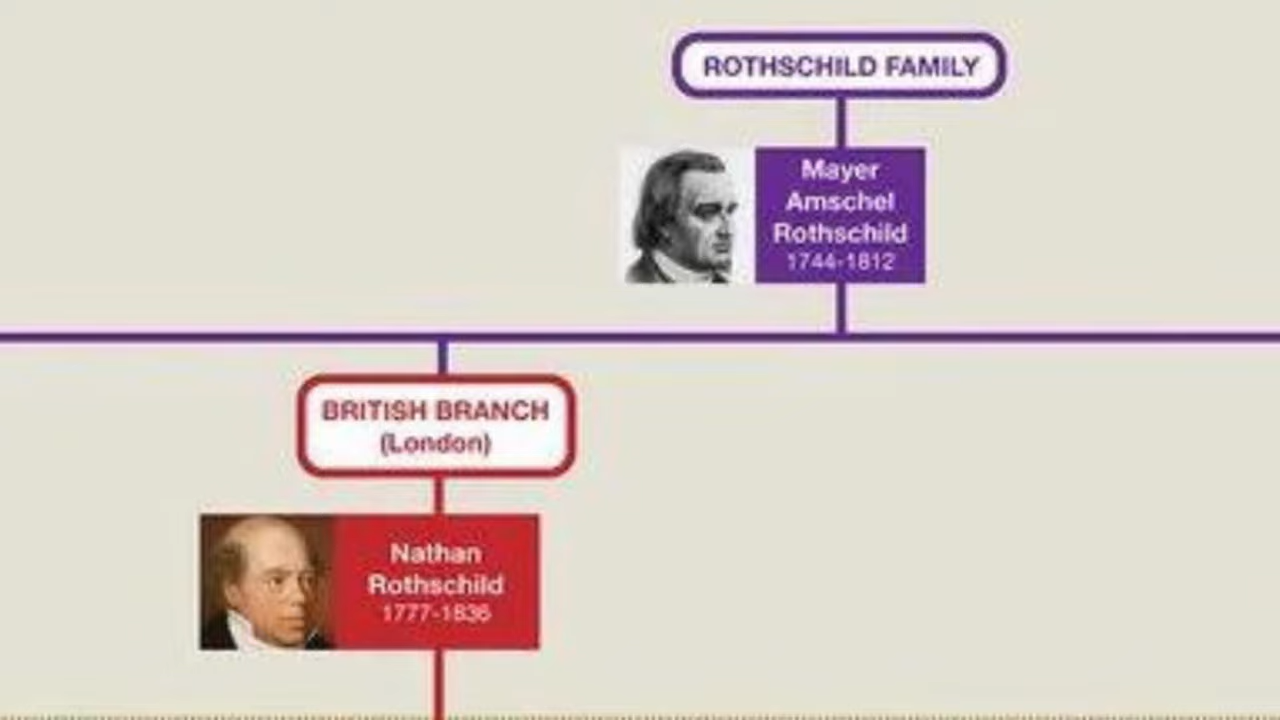 ROTHSCHILD FAMILY
Mayer
Amschel
Rothschild
1744-1812
BRITISH BRANCH
(London)
Nathan
Rothschild
1777-1836